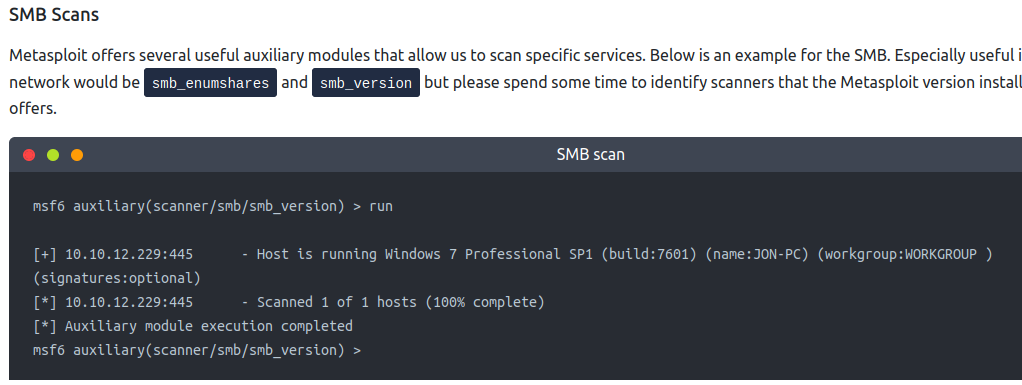 SMB Scans
Metasploit offers several useful auxiliary modules that allow us to scan specific services. Below is an example for the SMB. Especially useful
network would be smb_enumshares and smb_version but please spend some time to identify scanners that the Metasploit version
offers.
SMB scan
msf6 auxiliary(scanner/smb/smb_version) > run
[+] 10.10.12.229:445 - Host is running Windows 7 Professional SP1 (build:7601) (name:JON-PC) (workgroup:WORKGROUP )
(signatures:optional)
[*] 10.10.12.229:445 - Scanned 1 of 1 hosts (100% complete)
[*] Auxiliary module execution completed
msf6 auxiliary(scanner/smb/smb_version) >